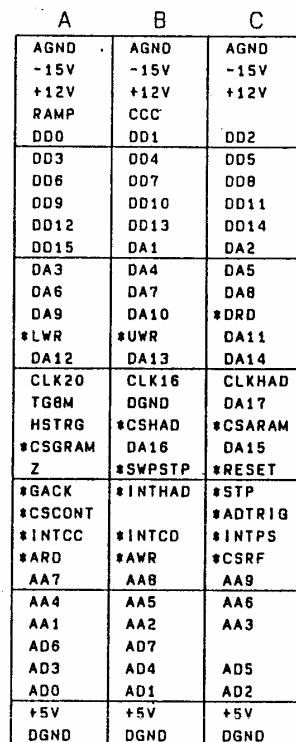 A B C
AGND AGND AGND
-15V -15V -15V
+12V +12V +12V
RAMP CCC
DD0 DD1 DD2
DD3 DD4 DD5
DD6 DD7 DD8
DD9 DD10 DD11
DD12 DD13 DD14
DD15 DA1 DA2
DA3 DA4 DA5
DA6 DA7 DA8
DA9 DA10 *DRD
*LWR *UWR DA11
DA12 DA13 DA14
CLK20 CLK16 CLKHAD
TG8M DGND DA17
HSTRG *CSHAD *CSARAM
*CSGRAM DA16 DA15
Z *SWPSTP *RESET
*GACK *INTHAD *STP
*CSCONT *ADTRIG
*INTCC *INTCD *INTPS
*ARD *AWR *CSRF
AA7 AA8 AA9
AA4 AA5 AA6
AA1 AA2 AA3
AD6 AD7
AD3 AD4 AD5
AD0 AD1 AD2
+5V +5V +5V
DGND DGND DGND